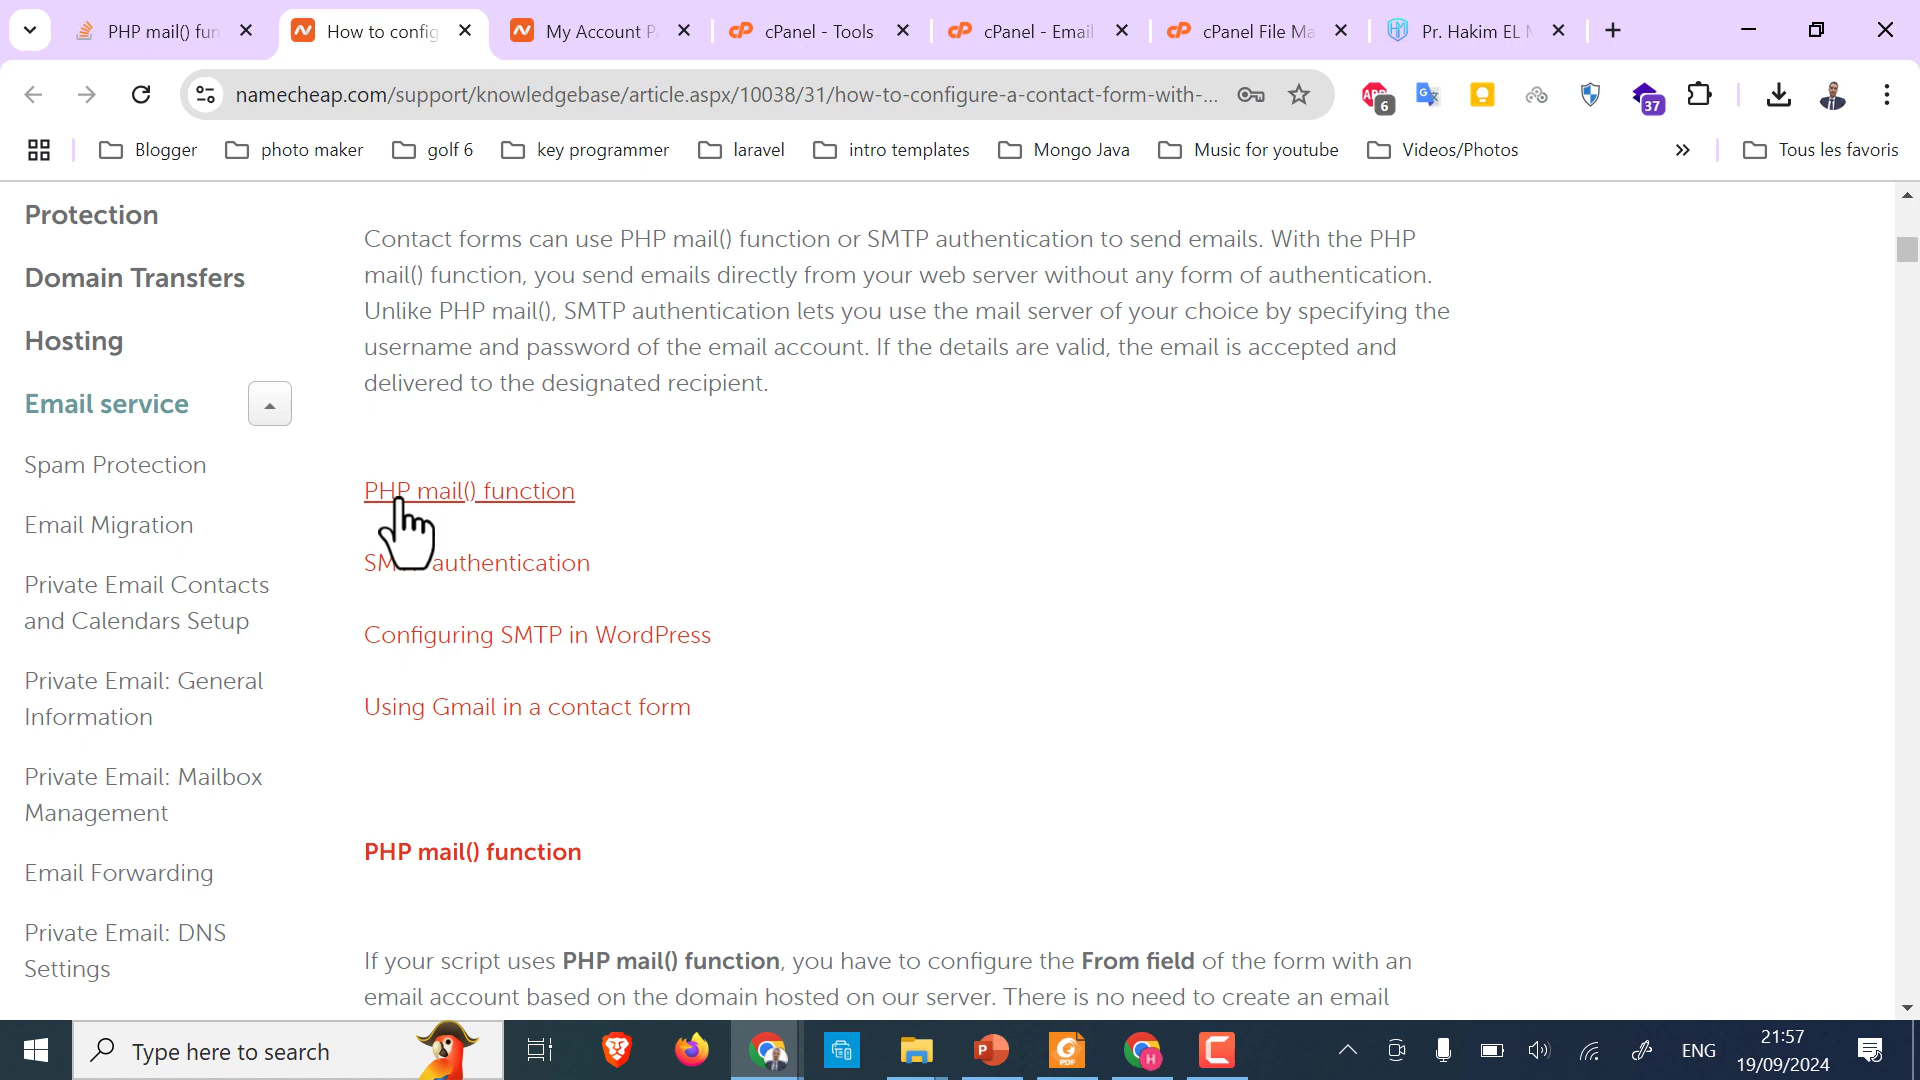 PHP mail() fun
How to config
My Account P
cPanel - Tools
cPanel - Email
cPanel File Ma
Pr. Hakim EL M
namecheap.com/support/knowledgebase/article.aspx/10038/31/how-to-configure-a-contact-form-with-...
ABP
6
37
Blogger
photo maker
golf 6
key programmer
laravel
intro templates
Mongo Java
Music for youtube
Videos/Photos
Tous les favoris
Protection
Domain Transfers
Hosting
Email service
Spam Protection
Email Migration
Private Email Contacts
and Calendars Setup
Private Email: General
Information
Private Email: Mailbox
Management
Email Forwarding
Private Email: DNS
Settings
Contact forms can use PHP mail() function or SMTP authentication to send emails. With the PHP
mail() function, you send emails directly from your web server without any form of authentication.
Unlike PHP mail(), SMTP authentication lets you use the mail server of your choice by specifying the
username and password of the email account. If the details are valid, the email is accepted and
delivered to the designated recipient.
PHP mail() function
authentication
Configuring SMTP in WordPress
Using Gmail in a contact form
PHP mail() function
If your script uses PHP mail() function, you have to configure the From field of the form with an
email account based on the domain hosted on our server. There is no need to create an email
Type here to search
ENG
21:57
19/09/2024